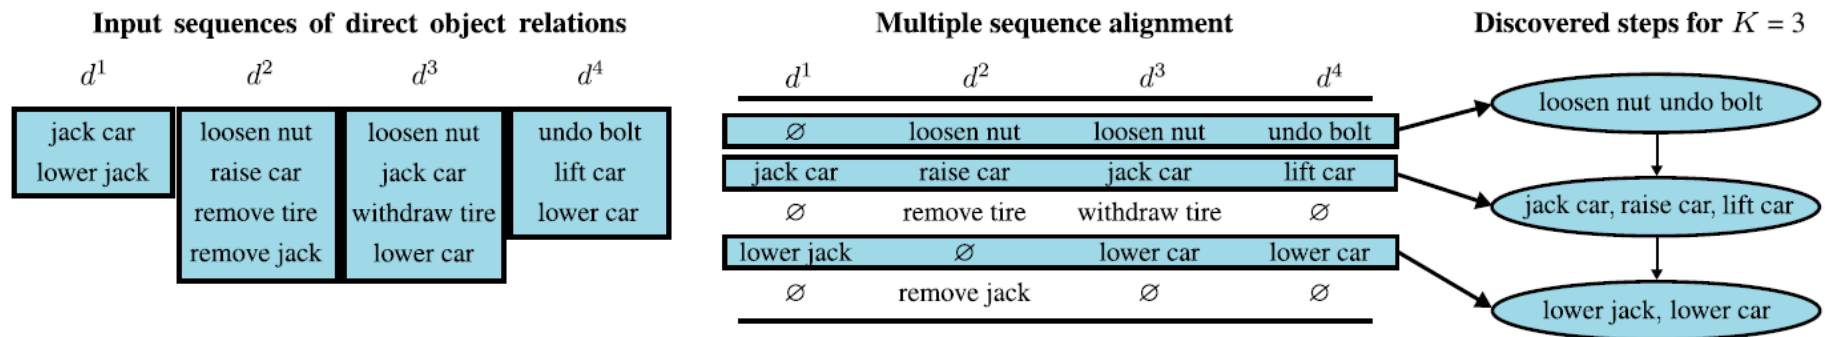 Input sequences of direct object relations
d¹ d² d³ d⁴
jack car loosen nut loosen nut undo bolt
lower jack raise car jack car lift car
remove tire withdraw tire lower car
remove jack lower car
Multiple sequence alignment
d¹ d² d³ d⁴
∅ loosen nut loosen nut undo bolt
jack car raise car jack car lift car
∅ remove tire withdraw tire ∅
lower jack ∅ lower car lower car
∅ remove jack ∅ ∅
Discovered steps for K = 3
loosen nut undo bolt
jack car, raise car, lift car
lower jack, lower car